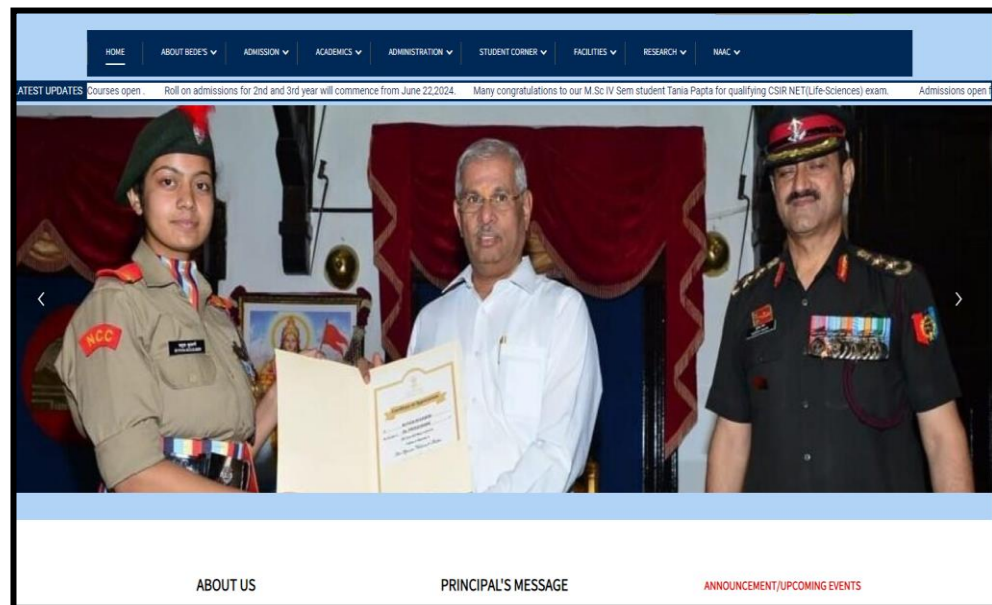 HOME ABOUT BEDE'S ADMISSION ACADEMICS ADMINISTRATION STUDENT CORNER FACILITIES RESEARCH NAAC
ATEST UPDATES Courses open . Roll on admissions for 2nd and 3rd year will commence from June 22,2024. Many congratulations to our M.Sc IV Sem student Tania Papta for qualifying CSIR NET(Life-Sciences) exam. Admissions open f
NCC
ABOUT US PRINCIPAL'S MESSAGE ANNOUNCEMENT/UPCOMING EVENTS